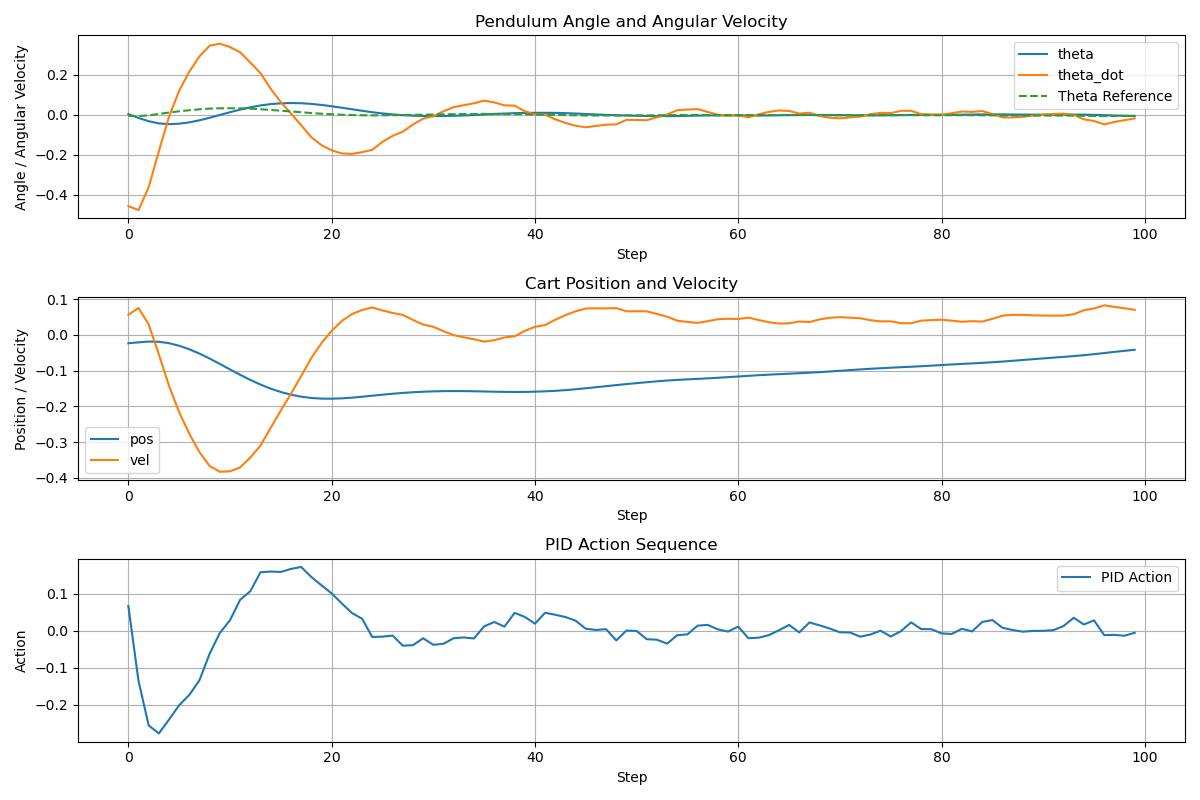 Pendulum Angle and Angular Velocity
Angle / Angular Velocity
0.2
0.0
−0.2
−0.4
theta
theta_dot
Theta Reference
0 20 40 60 80 100
Step
Cart Position and Velocity
Position / Velocity
0.1
0.0
−0.1
−0.2
−0.3
−0.4
pos
vel
0 20 40 60 80 100
Step
PID Action Sequence
Action
0.1
0.0
−0.1
−0.2
PID Action
0 20 40 60 80 100
Step